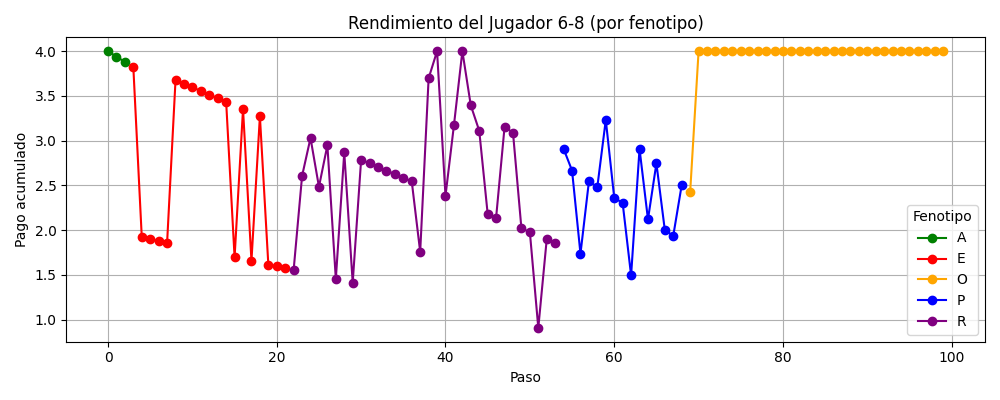 Rendimiento del Jugador 6-8 (por fenotipo)
Pago acumulado
4.0
3.5
3.0
2.5
2.0
1.5
1.0
0
20
40
60
80
100
Paso
Fenotipo
A
E
O
P
R